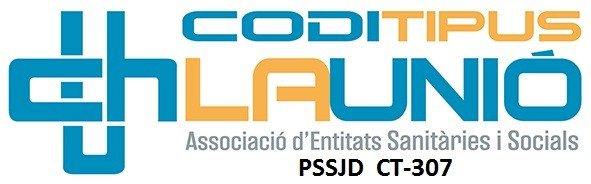 CODITIPUS
LAUNIÓ
Associació d'Entitats Sanitàries i Socials
PSSJD CT-307